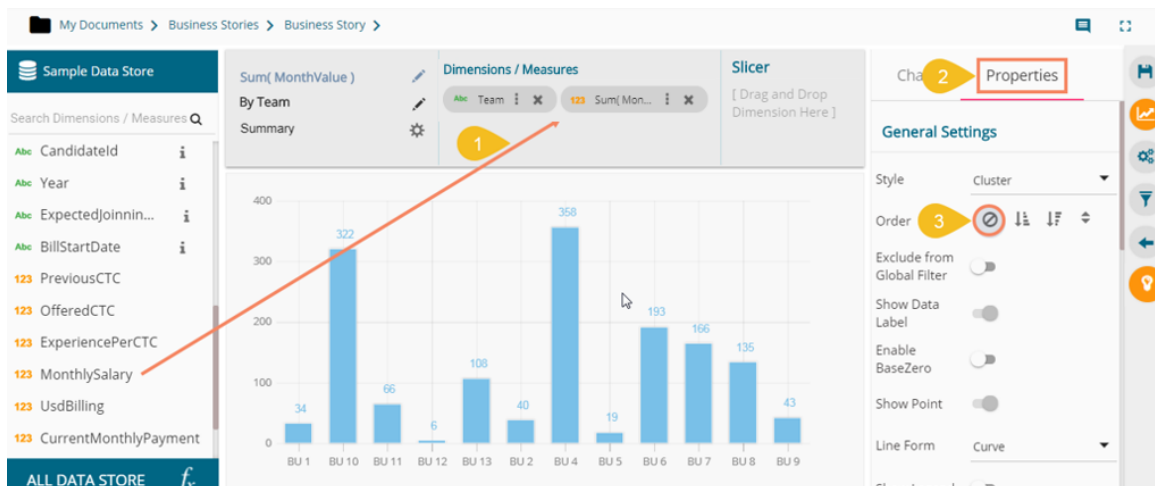 My Documents > Business Stories > Business Story >
Sample Data Store
Search Dimensions / Measures
Abc CandidateId i
Abc Year i
Abc ExpectedJoinnin... i
Abc BillStartDate i
123 PreviousCTC
123 OfferedCTC
123 ExperiencePerCTC
123 MonthlySalary
123 UsdBilling
123 CurrentMonthlyPayment
ALL DATA STORE fx
Sum( MonthValue )
By Team
Summary
Dimensions / Measures
Abc Team
123 Sum( Mon...
1
Slicer
[ Drag and Drop
Dimension Here ]
400
300
200
100
0
34
322
66
6
108
40
358
19
193
166
135
43
BU 1
BU 10
BU 11
BU 12
BU 13
BU 2
BU 4
BU 5
BU 6
BU 7
BU 8
BU 9
2
Properties
General Settings
Style Cluster
Order 3
Exclude from
Global Filter
Show Data
Label
Enable
BaseZero
Show Point
Line Form Curve